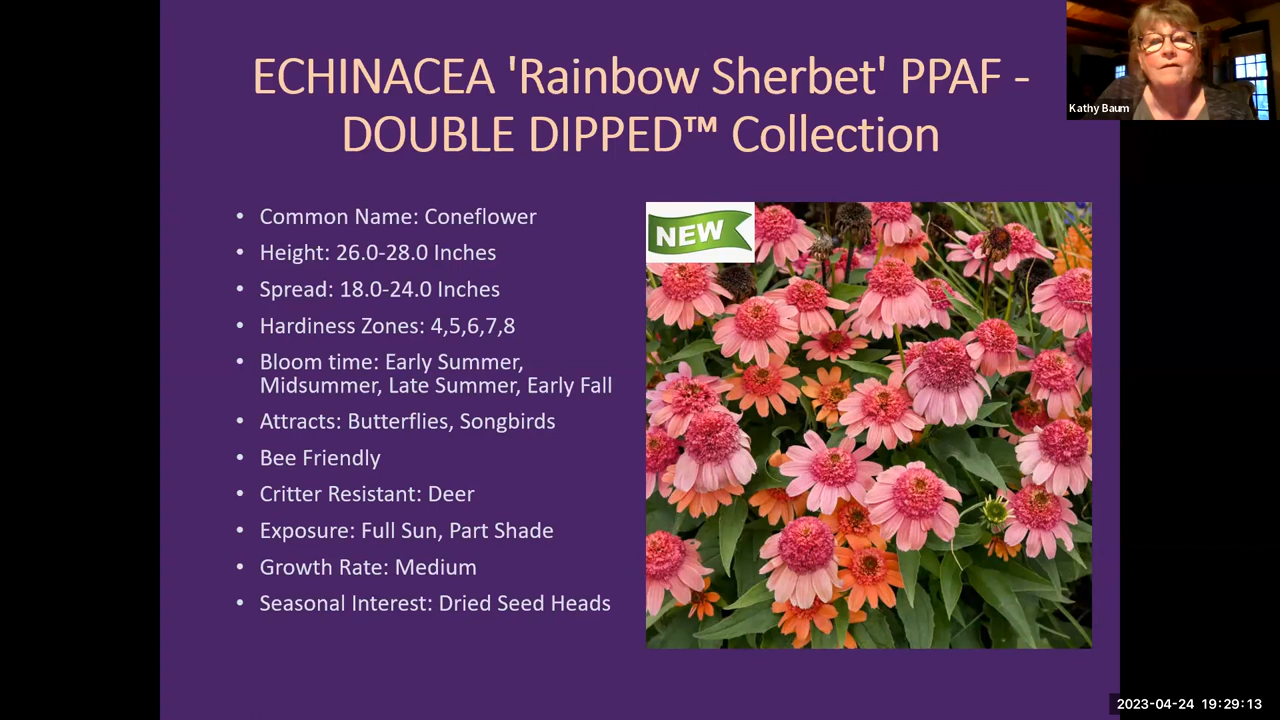 ECHINACEA 'Rainbow Sherbet' PPAF -
DOUBLE DIPPED™ Collection
Kathy Baum
• Common Name: Coneflower
• Height: 26.0-28.0 Inches
• Spread: 18.0-24.0 Inches
• Hardiness Zones: 4,5,6,7,8
• Bloom time: Early Summer,
Midsummer, Late Summer, Early Fall
• Attracts: Butterflies, Songbirds
• Bee Friendly
• Critter Resistant: Deer
• Exposure: Full Sun, Part Shade
• Growth Rate: Medium
• Seasonal Interest: Dried Seed Heads
NEW
2023-04-24 19:29:13